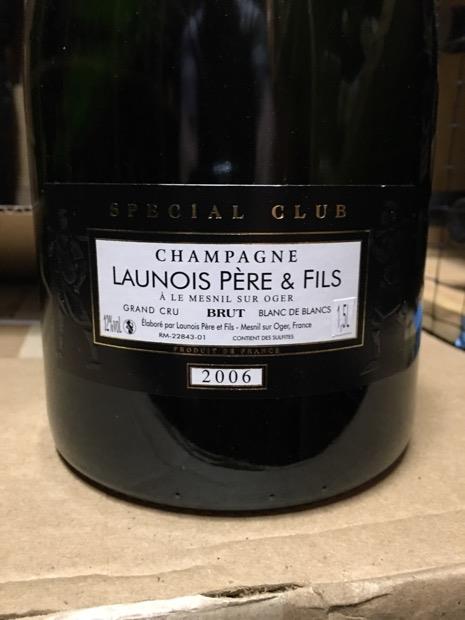 SPECIAL CLUB
CHAMPAGNE
LAUNOIS PÈRE & FILS
À LE MESNIL SUR OGER
GRAND CRU BRUT BLANC DE BLANCS
12%vol. Élaboré par Launois Père et Fils - Mesnil sur Oger, France 1,5L
RM-22843-01 CONTIENT DES SULFITES
PRODUIT DE FRANCE
2006